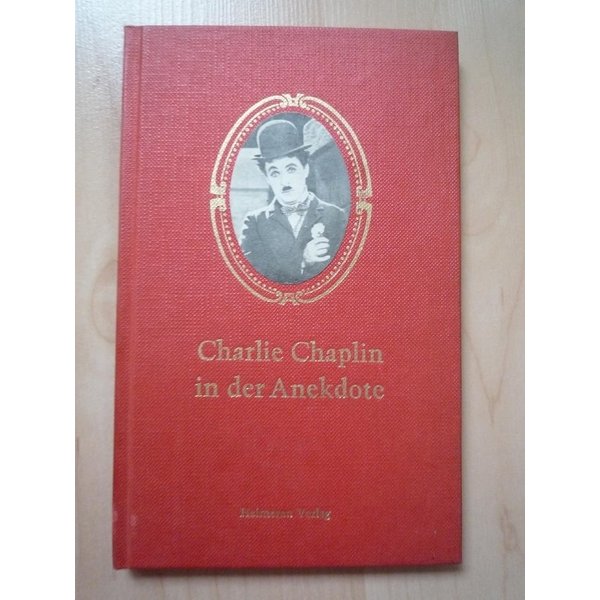 Charlie Chaplin
in der Anekdote
Heimeran Verlag